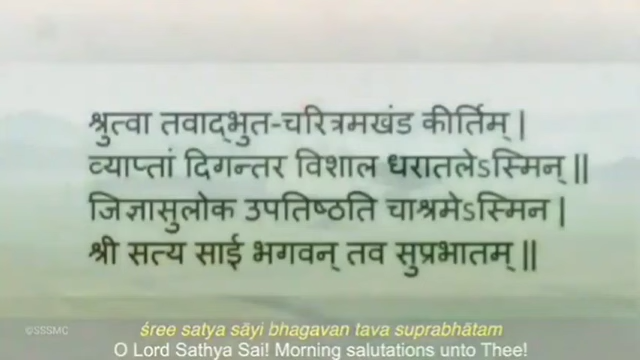 श्रुत्वा तवाद्भुत-चरित्रमखंड कीर्तिम् |
व्याप्तां दिगन्तर विशाल धरातलेऽस्मिन् ||
जिज्ञासुलोक उपतिष्ठति चाश्रमेऽस्मिन |
श्री सत्य साई भगवन् तव सुप्रभातम् ||
©SSSMC
śree satya sāyi bhagavan tava suprabhātam
O Lord Sathya Sai! Morning salutations unto Thee!